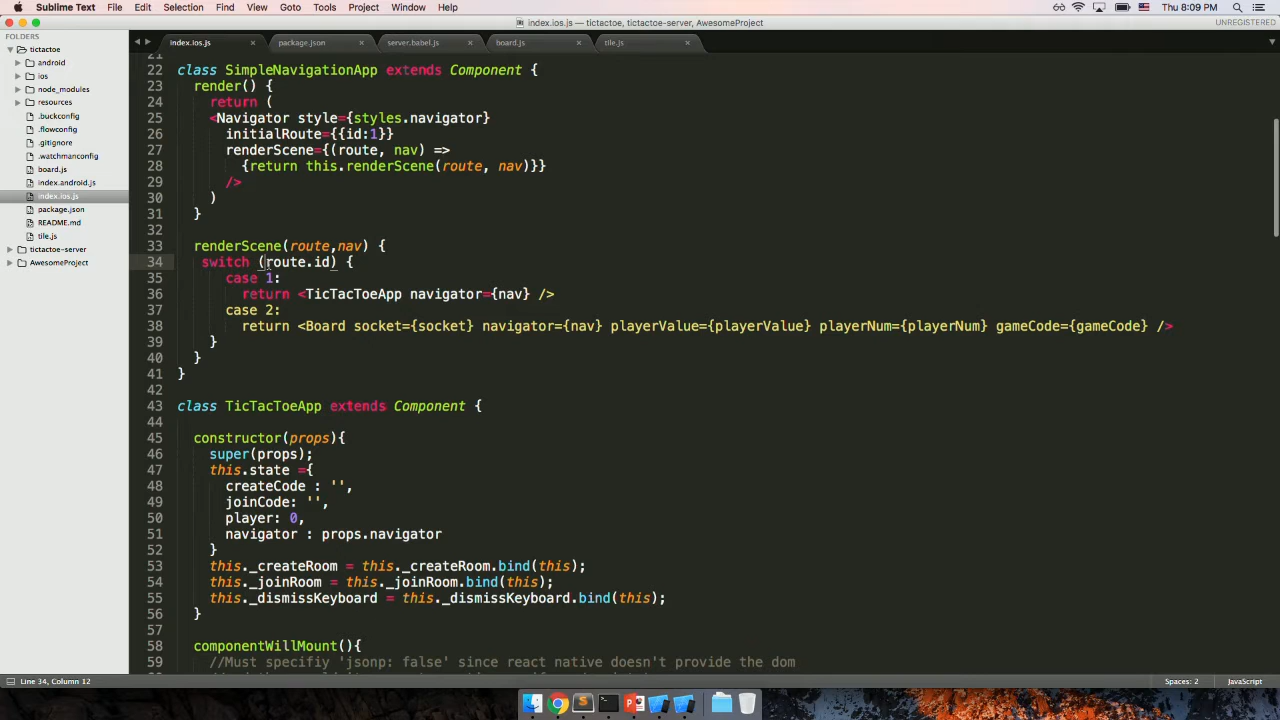 Sublime Text File Edit Selection Find View Goto Tools Project Window Help Thu 8:09 PM
index.ios.js — tictactoe, tictactoe-server, AwesomeProject UNREGISTERED
FOLDERS
tictactoe
android
ios
node_modules
resources
.buckconfig
.flowconfig
.gitignore
.watchmanconfig
board.js
index.android.js
index.ios.js
package.json
README.md
tile.js
tictactoe-server
AwesomeProject
index.ios.js package.json server.babel.js board.js tile.js
21
22 class SimpleNavigationApp extends Component {
23 render() {
24 return (
25 <Navigator style={styles.navigator}
26 initialRoute={{id:1}}
27 renderScene={(route, nav) =>
28 {return this.renderScene(route, nav)}}
29 />
30 )
31 }
32
33 renderScene(route,nav) {
34 switch (route.id) {
35 case 1:
36 return <TicTacToeApp navigator={nav} />
37 case 2:
38 return <Board socket={socket} navigator={nav} playerValue={playerValue} playerNum={playerNum} gameCode={gameCode} />
39 }
40 }
41 }
42
43 class TicTacToeApp extends Component {
44
45 constructor(props){
46 super(props);
47 this.state ={
48 createCode : '',
49 joinCode: '',
50 player: 0,
51 navigator : props.navigator
52 }
53 this._createRoom = this._createRoom.bind(this);
54 this._joinRoom = this._joinRoom.bind(this);
55 this._dismissKeyboard = this._dismissKeyboard.bind(this);
56 }
57
58 componentWillMount(){
59 //Must specifiy 'jsonp: false' since react native doesn't provide the dom
Line 34, Column 12 Spaces: 2 JavaScript